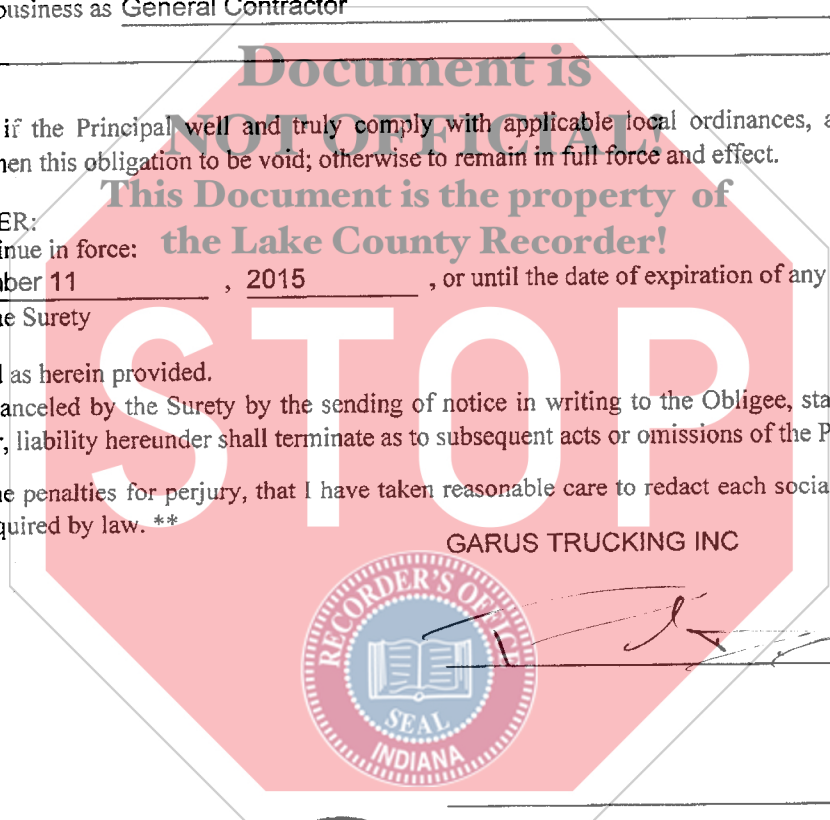 business as General Contractor
Document is
if the Principal well and truly comply with applicable local ordinances, a
NOT OFFICIAL!
hen this obligation to be void; otherwise to remain in full force and effect.
This Document is the property of
ER:
the Lake County Recorder!
inue in force:
ber 11 , 2015 , or until the date of expiration of any
e Surety
STOP
l as herein provided.
anceled by the Surety by the sending of notice in writing to the Obligee, sta
r, liability hereunder shall terminate as to subsequent acts or omissions of the P
e penalties for perjury, that I have taken reasonable care to redact each socia
quired by law. **
GARUS TRUCKING INC
RECORDER'S OFFICE
SEAL
INDIANA